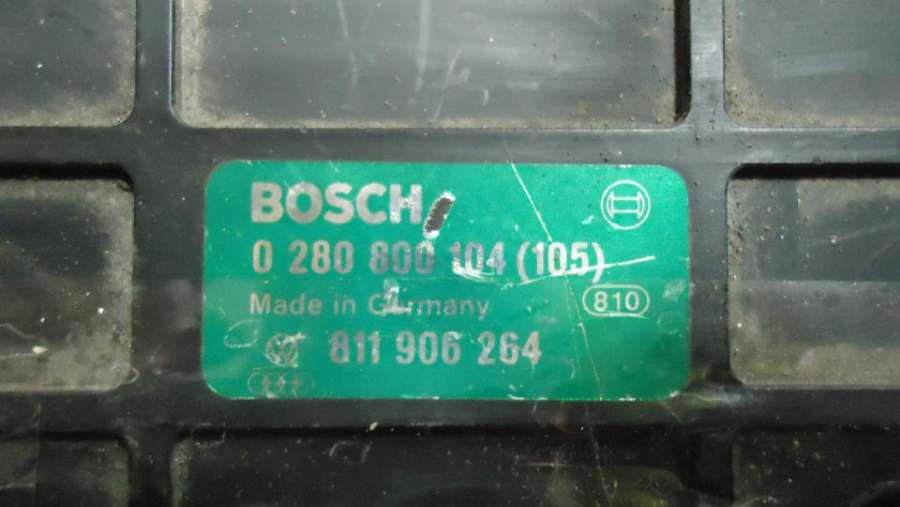 BOSCH
0 280 800 104 (105)
Made in Germany
810
811 906 264